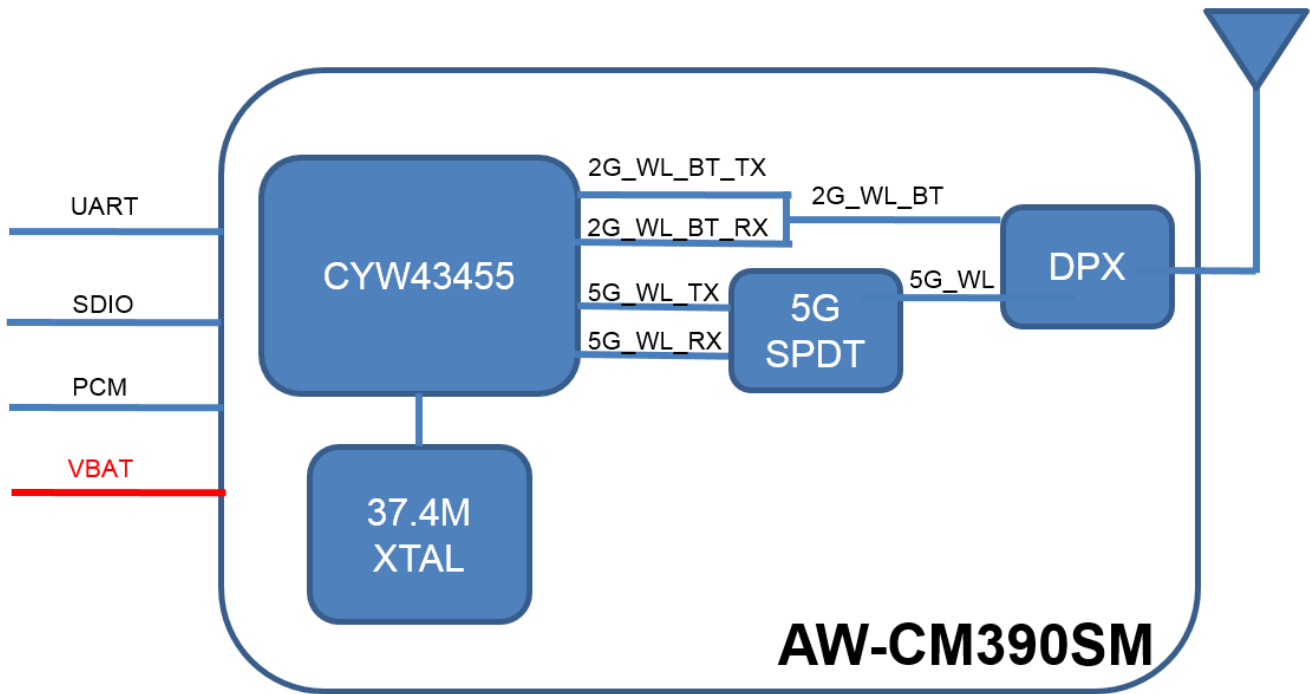 UART
SDIO
PCM
VBAT
CYW43455
37.4M
XTAL
2G_WL_BT_TX
2G_WL_BT_RX
5G_WL_TX
5G_WL_RX
2G_WL_BT
5G
SPDT
5G_WL
DPX
AW-CM390SM